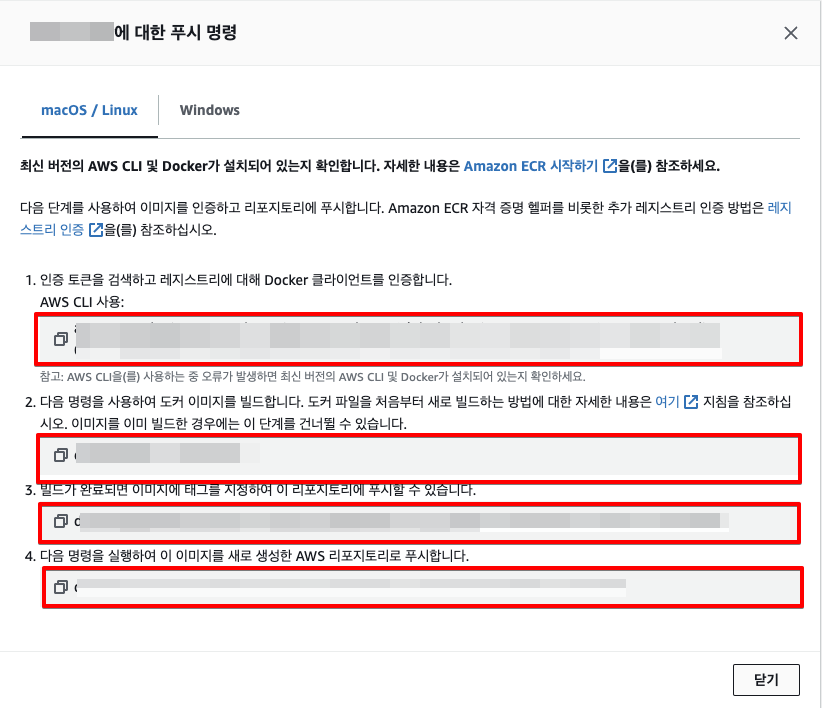 에 대한 푸시 명령
macOS / Linux
Windows
최신 버전의 AWS CLI 및 Docker가 설치되어 있는지 확인합니다. 자세한 내용은 Amazon ECR 시작하기 을(를) 참조하세요.
다음 단계를 사용하여 이미지를 인증하고 리포지토리에 푸시합니다. Amazon ECR 자격 증명 헬퍼를 비롯한 추가 레지스트리 인증 방법은 레지
스트리 인증 을(를) 참조하십시오.
1. 인증 토큰을 검색하고 레지스트리에 대해 Docker 클라이언트를 인증합니다.
AWS CLI 사용:
참고: AWS CLI을(를) 사용하는 중 오류가 발생하면 최신 버전의 AWS CLI 및 Docker가 설치되어 있는지 확인하세요.
2. 다음 명령을 사용하여 도커 이미지를 빌드합니다. 도커 파일을 처음부터 새로 빌드하는 방법에 대한 자세한 내용은 여기 지침을 참조하십
시오. 이미지를 이미 빌드한 경우에는 이 단계를 건너뛸 수 있습니다.
3. 빌드가 완료되면 이미지에 태그를 지정하여 이 리포지토리에 푸시할 수 있습니다.
4. 다음 명령을 실행하여 이 이미지를 새로 생성한 AWS 리포지토리로 푸시합니다.
닫기